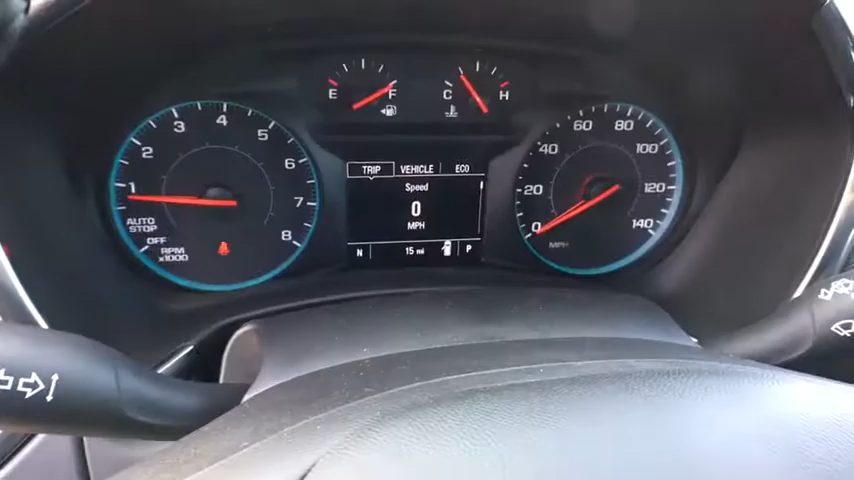 E F C H
1 2 3 4 5 6 7 8
AUTO
STOP
OFF
RPM
x1000
TRIP VEHICLE ECO
Speed
0
MPH
N 15 mi P
0 20 40 60 80 100 120 140
MPH